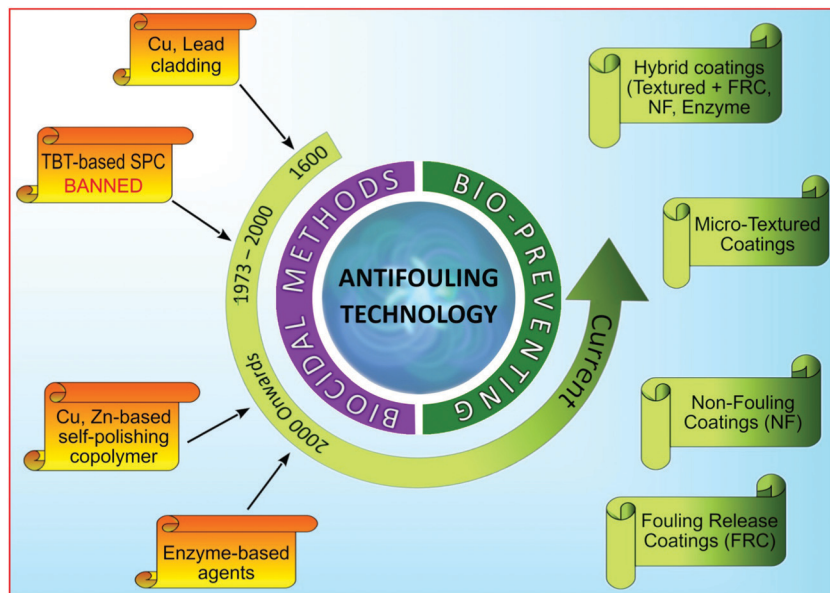 Cu, Lead
cladding
TBT-based SPC
BANNED
1600
1973 – 2000
2000 Onwards
Cu, Zn-based
self-polishing
copolymer
Enzyme-based
agents
BIOCIDAL METHODS
BIO-PREVENTING
ANTIFOULING
TECHNOLOGY
Current
Hybrid coatings
(Textured + FRC,
NF, Enzyme
Micro-Textured
Coatings
Non-Fouling
Coatings (NF)
Fouling Release
Coatings (FRC)